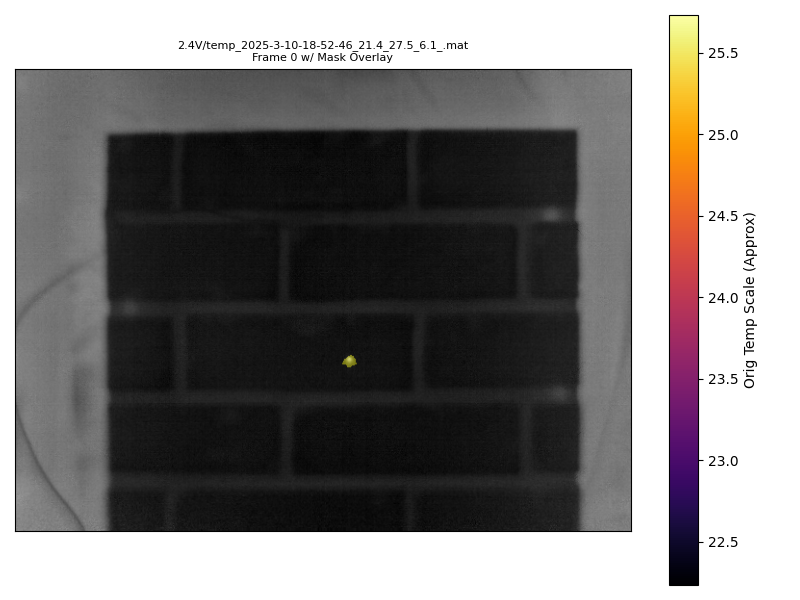 2.4V/temp_2025-3-10-18-52-46_21.4_27.5_6.1_.mat
Frame 0 w/ Mask Overlay
25.5
25.0
24.5
24.0
23.5
23.0
22.5
Orig Temp Scale (Approx)